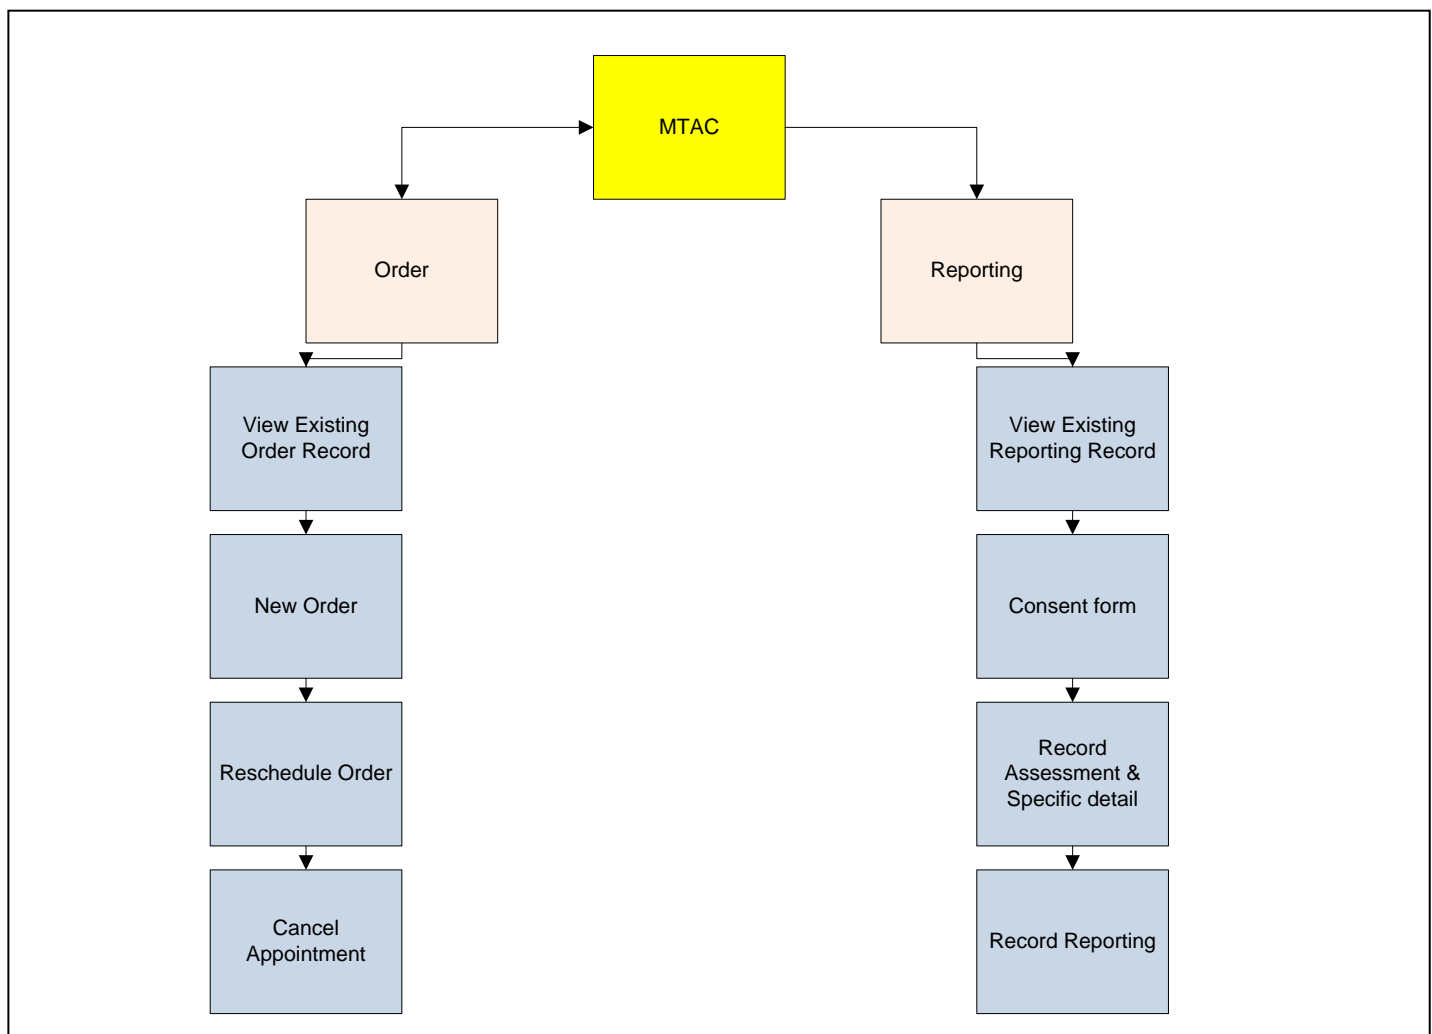 MTAC
Order
Reporting
View Existing
Order Record
View Existing
Reporting Record
New Order
Consent form
Reschedule Order
Record
Assessment &
Specific detail
Cancel
Appointment
Record Reporting